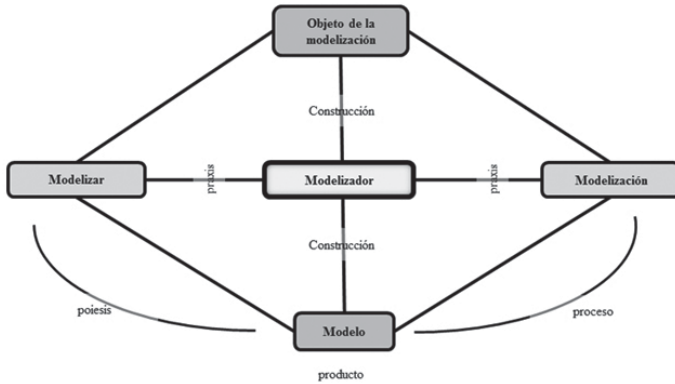 Objeto de la
modelización
Construcción
Modelizar
praxis
Modelizador
praxis
Modelización
Construcción
poiesis
proceso
Modelo
producto